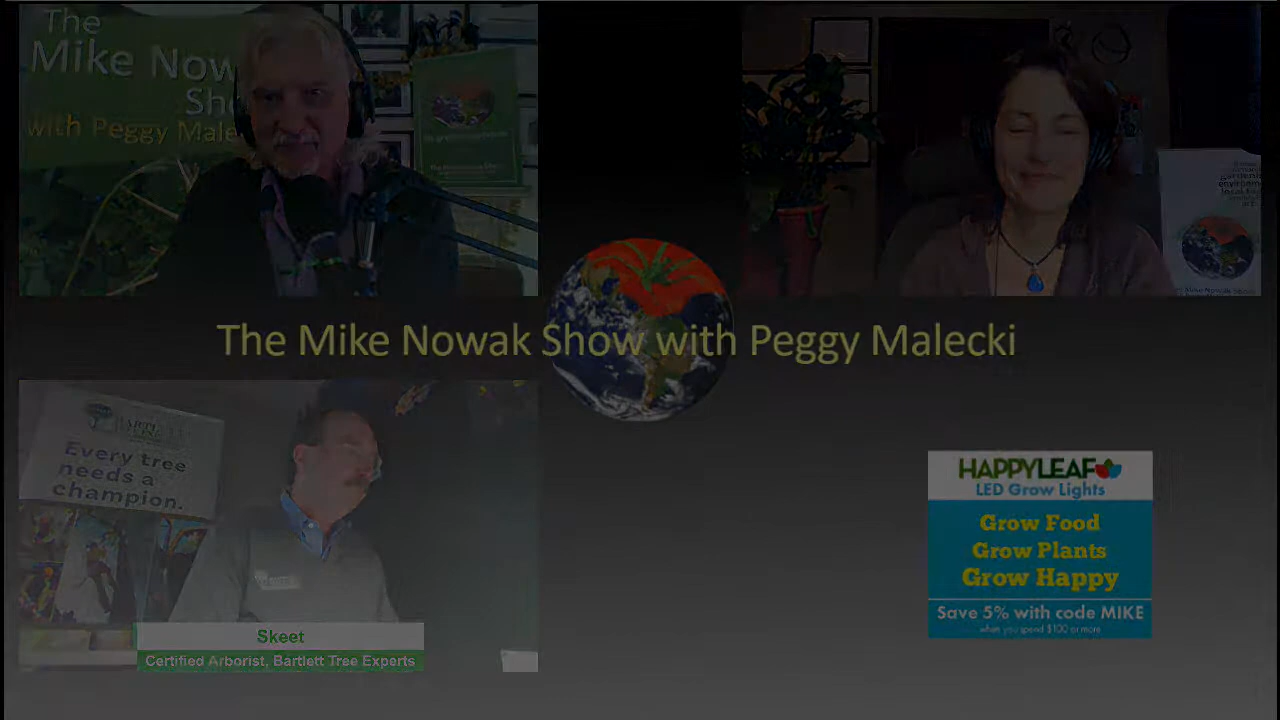 The
Mike Now
Sho
with Peggy Male
The Mike Nowak Show with Peggy Malecki
Every tree
needs a
champion.
Skeet
Certified Arborist, Bartlett Tree Experts
HAPPYLEAF
LED Grow Lights
Grow Food
Grow Plants
Grow Happy
Save 5% with code MIKE
when you spend $100 or more